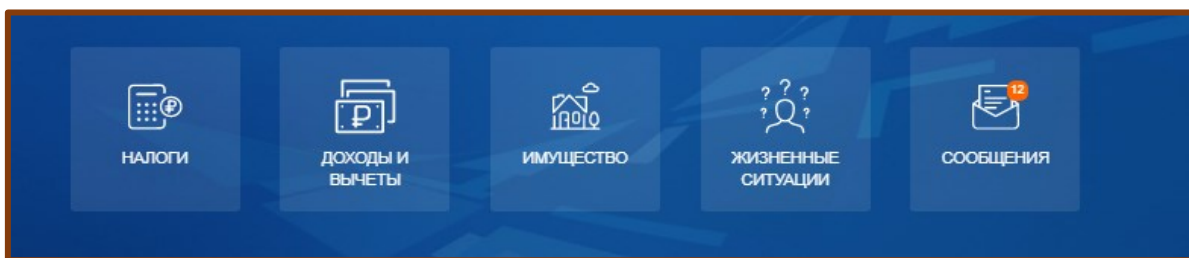 НАЛОГИ
ДОХОДЫ И
ВЫЧЕТЫ
ИМУЩЕСТВО
? ? ?
? ?
ЖИЗНЕННЫЕ
СИТУАЦИИ
12
СООБЩЕНИЯ